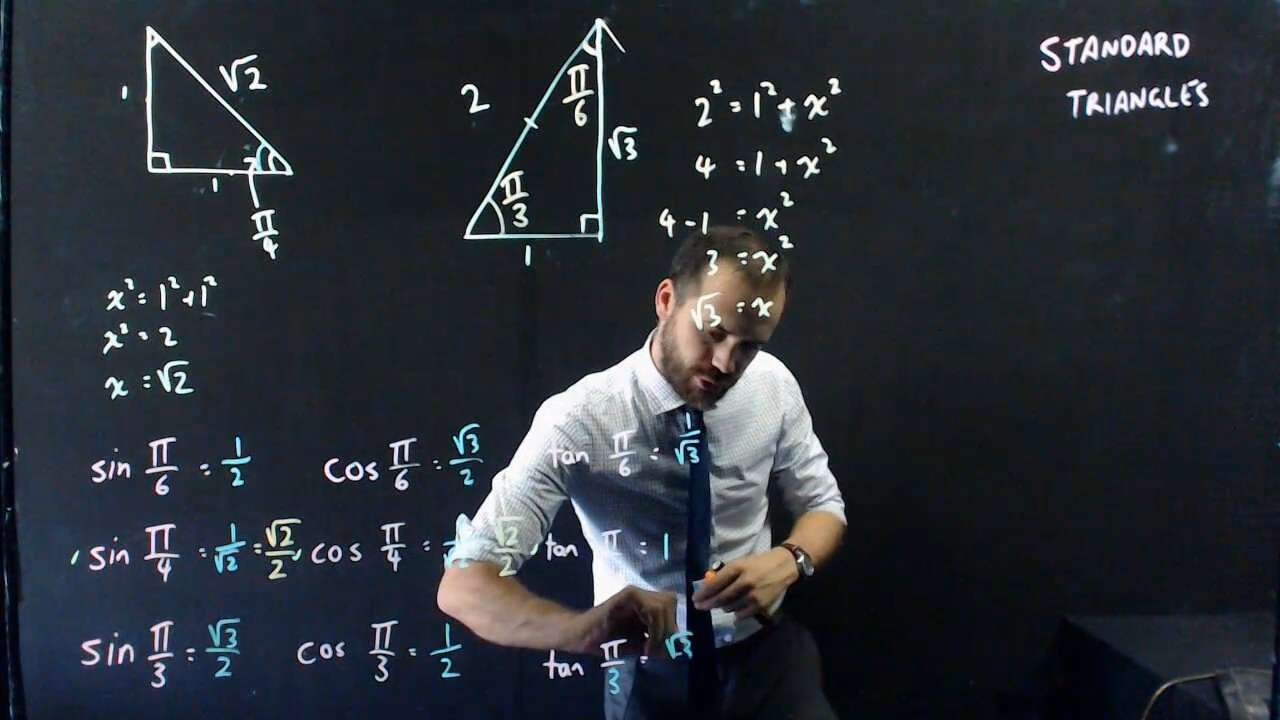 STANDARD
TRIANGLES
1
√2
1
π/4
2
π/6
√3
π/3
1
2² = 1² + x²
4 = 1 + x²
4 - 1 = x²
3 = x²
√3 = x
x² = 1² + 1²
x² = 2
x = √2
sin π/6 = 1/2 cos π/6 = √3/2 tan π/6 = 1/√3
sin π/4 = 1/√2 = √2/2 cos π/4 = √2/2 tan π = 1
sin π/3 = √3/2 cos π/3 = 1/2 tan π/3 = √3